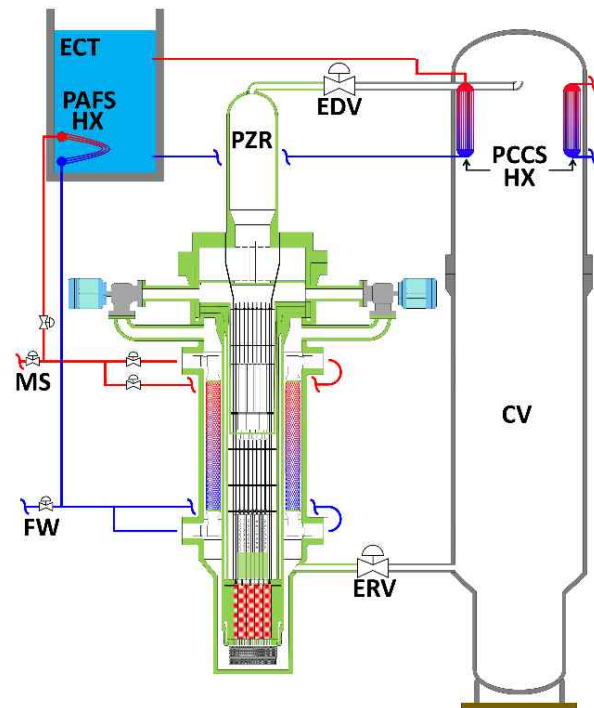 ECT
PAFS
HX
EDV
PZR
PCCS
HX
MS
CV
FW
ERV